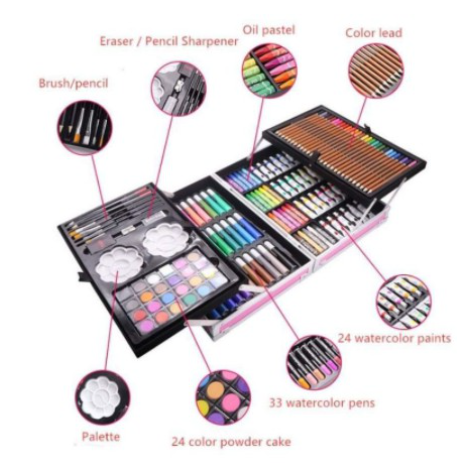 Oil pastel
Color lead
Eraser / Pencil Sharpener
Brush/pencil
24 watercolor paints
33 watercolor pens
Palette
24 color powder cake